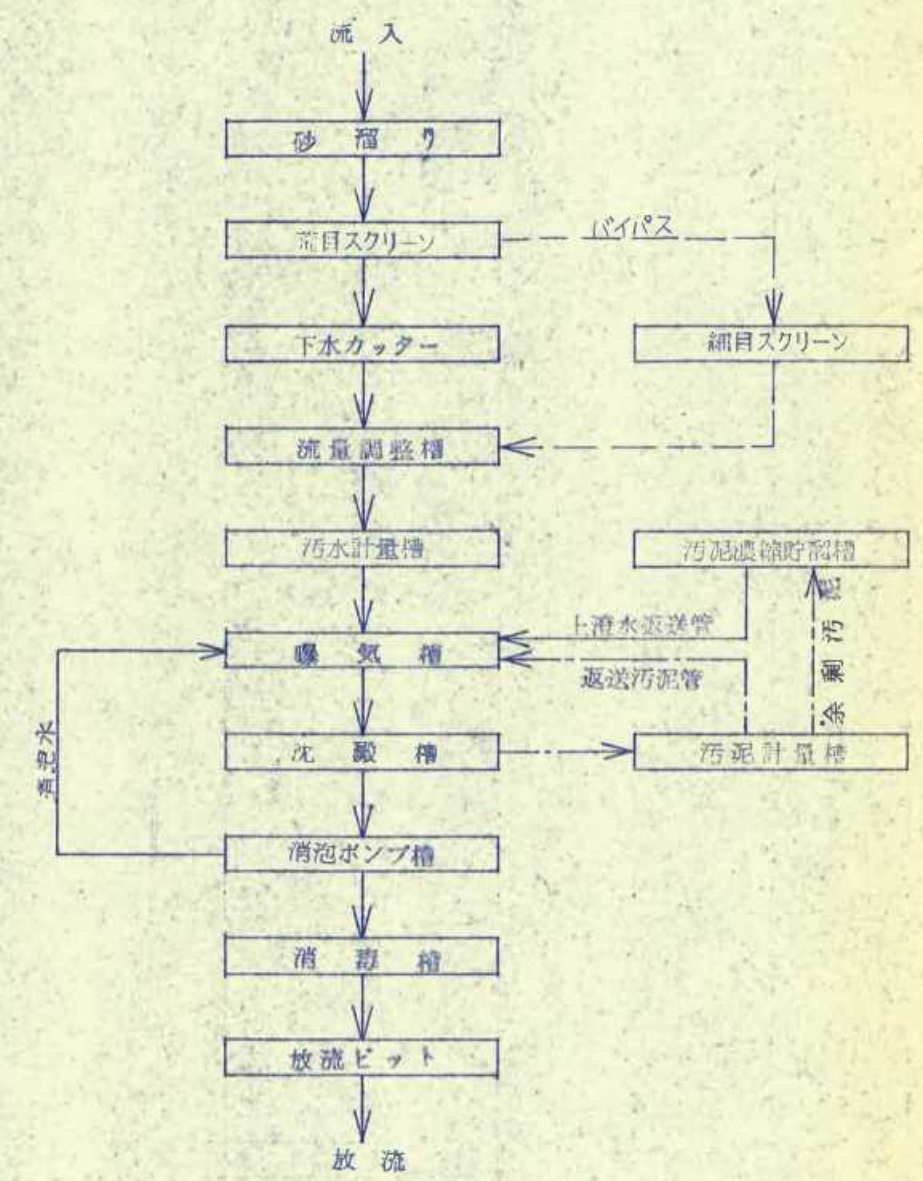 流入
砂溜り
荒目スクリーン
バイパス
下水カッター
細目スクリーン
流量調整槽
汚水計量槽
汚泥濃縮貯溜槽
上澄水返送管
曝気槽
返送汚泥管
余剰汚泥
消泡水
沈澱槽
汚泥計量槽
消泡ポンプ槽
消毒槽
放流ピット
放流